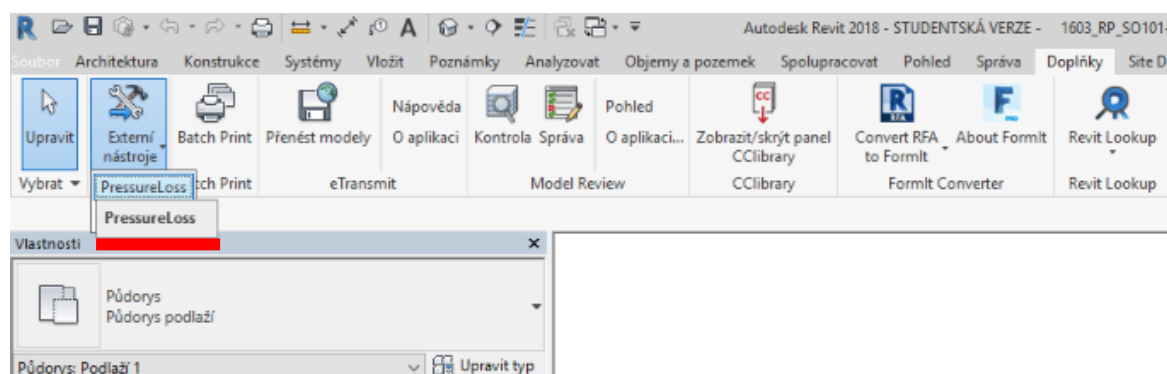 Autodesk Revit 2018 - STUDENTSKÁ VERZE - 1603_RP_SO101-
Soubor Architektura Konstrukce Systémy Vložit Poznámky Analyzovat Objemy a pozemek Spolupracovat Pohled Správa Doplňky Site D
Upravit
Externí nástroje
Batch Print
Přenést modely
Nápověda
O aplikaci
Kontrola
Správa
Pohled
O aplikaci...
Zobrazit/skrýt panel
CClibrary
Convert RFA
to FormIt
About FormIt
Revit Lookup
Vybrat
PressureLoss
tch Print
eTransmit
Model Review
CClibrary
FormIt Converter
Revit Lookup
PressureLoss
Vlastnosti
Půdorys
Půdorys podlaží
Půdorys: Podlaží 1
Upravit typ